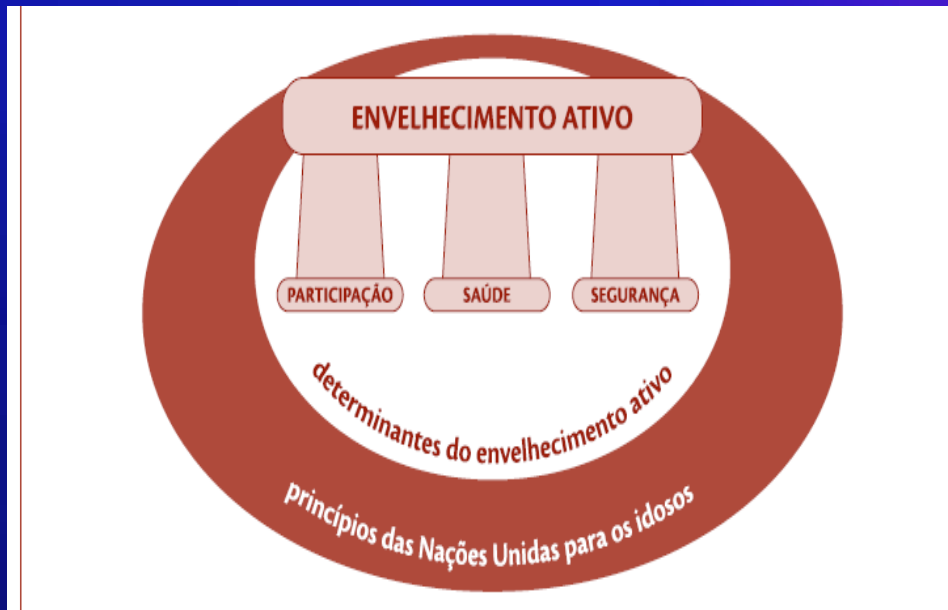 ENVELHECIMENTO ATIVO
PARTICIPAÇÃO
SAÚDE
SEGURANÇA
determinantes do envelhecimento ativo
princípios das Nações Unidas para os idosos